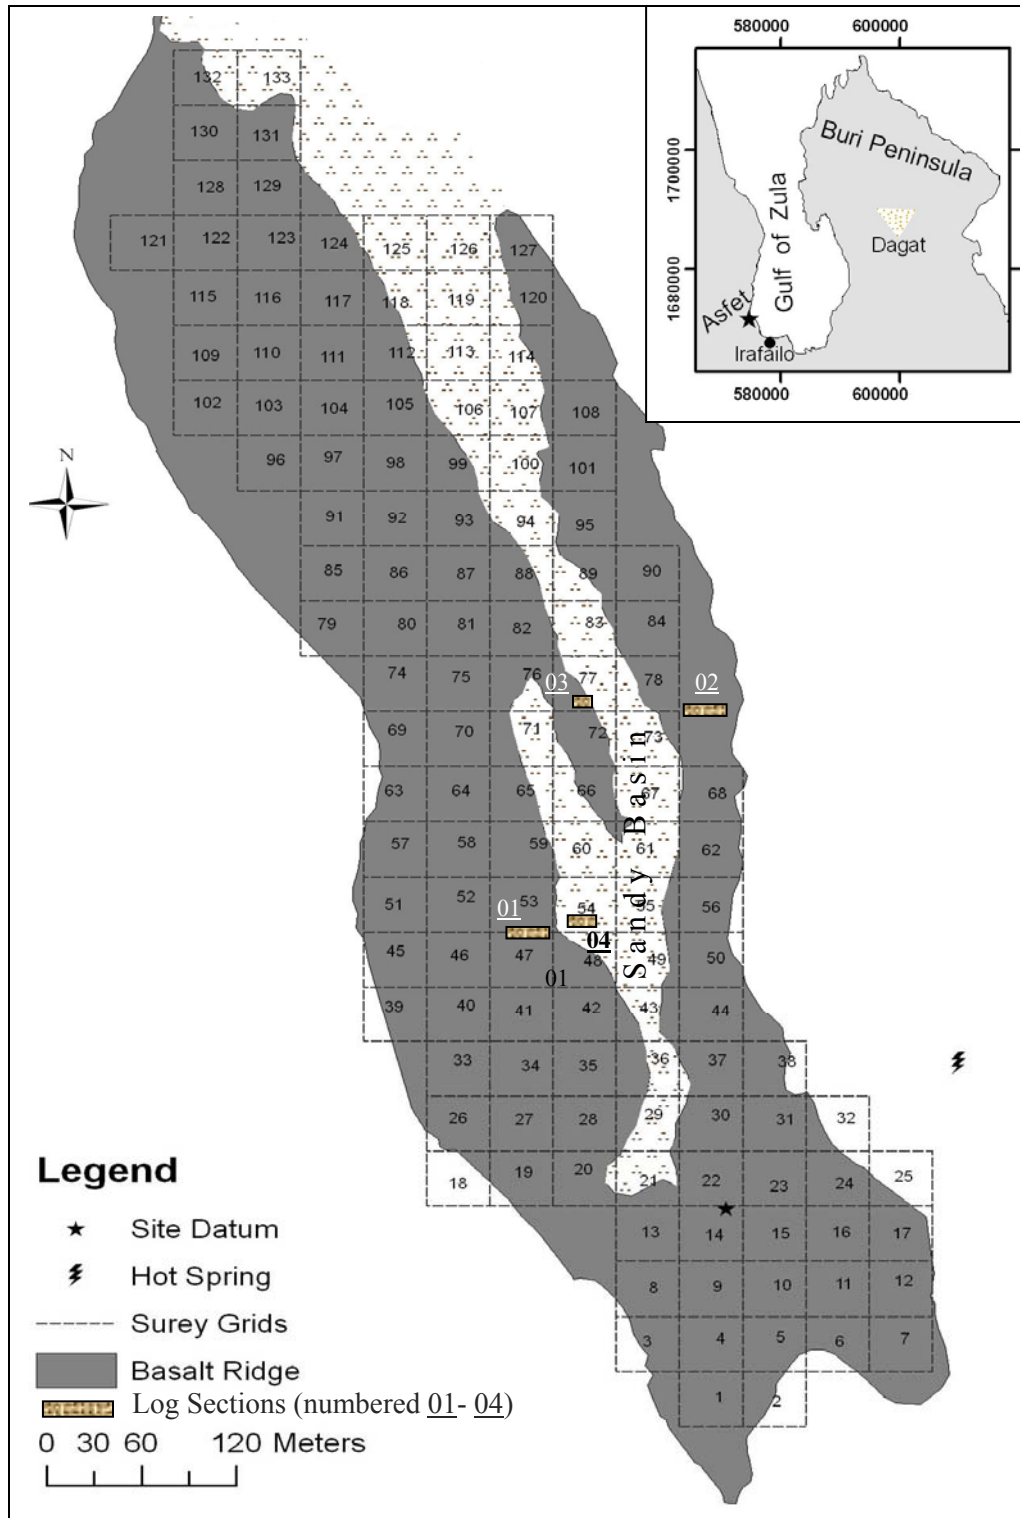 580000 600000
1700000
1680000
Buri Peninsula
Gulf of Zula
Dagat
Asfet
Irafailo
580000 600000
132 133
130 131
128 129
121 122 123 124 125 126 127
115 116 117 118 119 120
109 110 111 112 113 114
102 103 104 105 106 107 108
96 97 98 99 100 101
N
91 92 93 94 95
85 86 87 88 89 90
79 80 81 82 83 84
74 75 76 77 78
03 02
69 70 71 72 73
63 64 65 66 67 68
57 58 59 60 61 62
51 52 53 54 55 56
01
04
45 46 47 48 49 50
01
Sandy Basin
39 40 41 42 43 44
33 34 35 36 37 38
26 27 28 29 30 31 32
18 19 20 21 22 23 24 25
13 14 15 16 17
8 9 10 11 12
3 4 5 6 7
1 2
Legend
Site Datum
Hot Spring
Surey Grids
Basalt Ridge
Log Sections (numbered 01- 04)
0 30 60 120 Meters